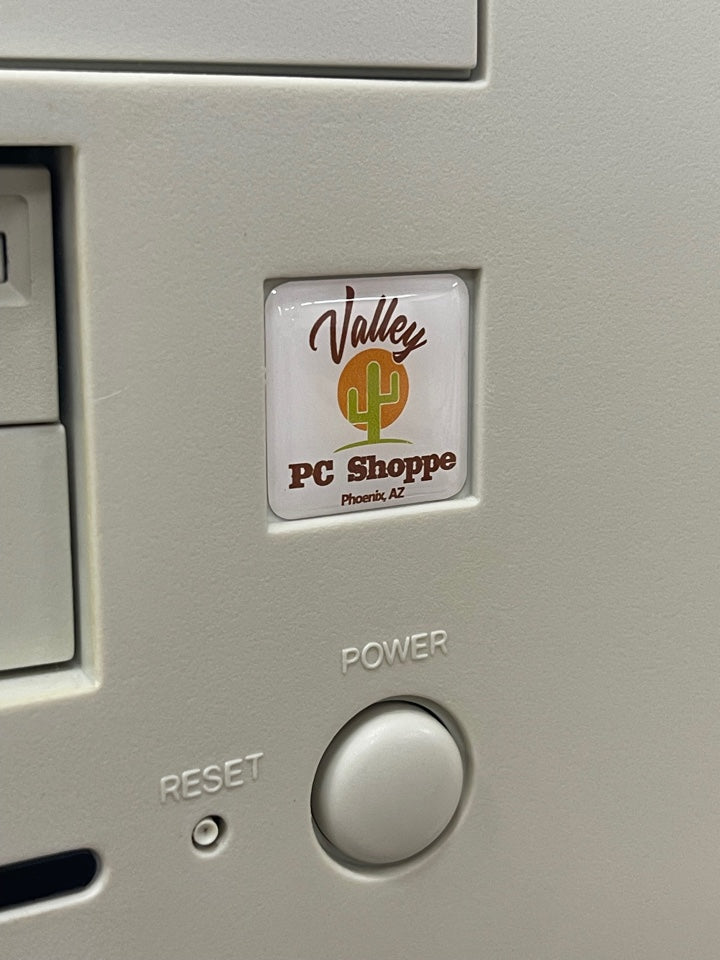 Valley
PC Shoppe
Phoenix, AZ
POWER
RESET